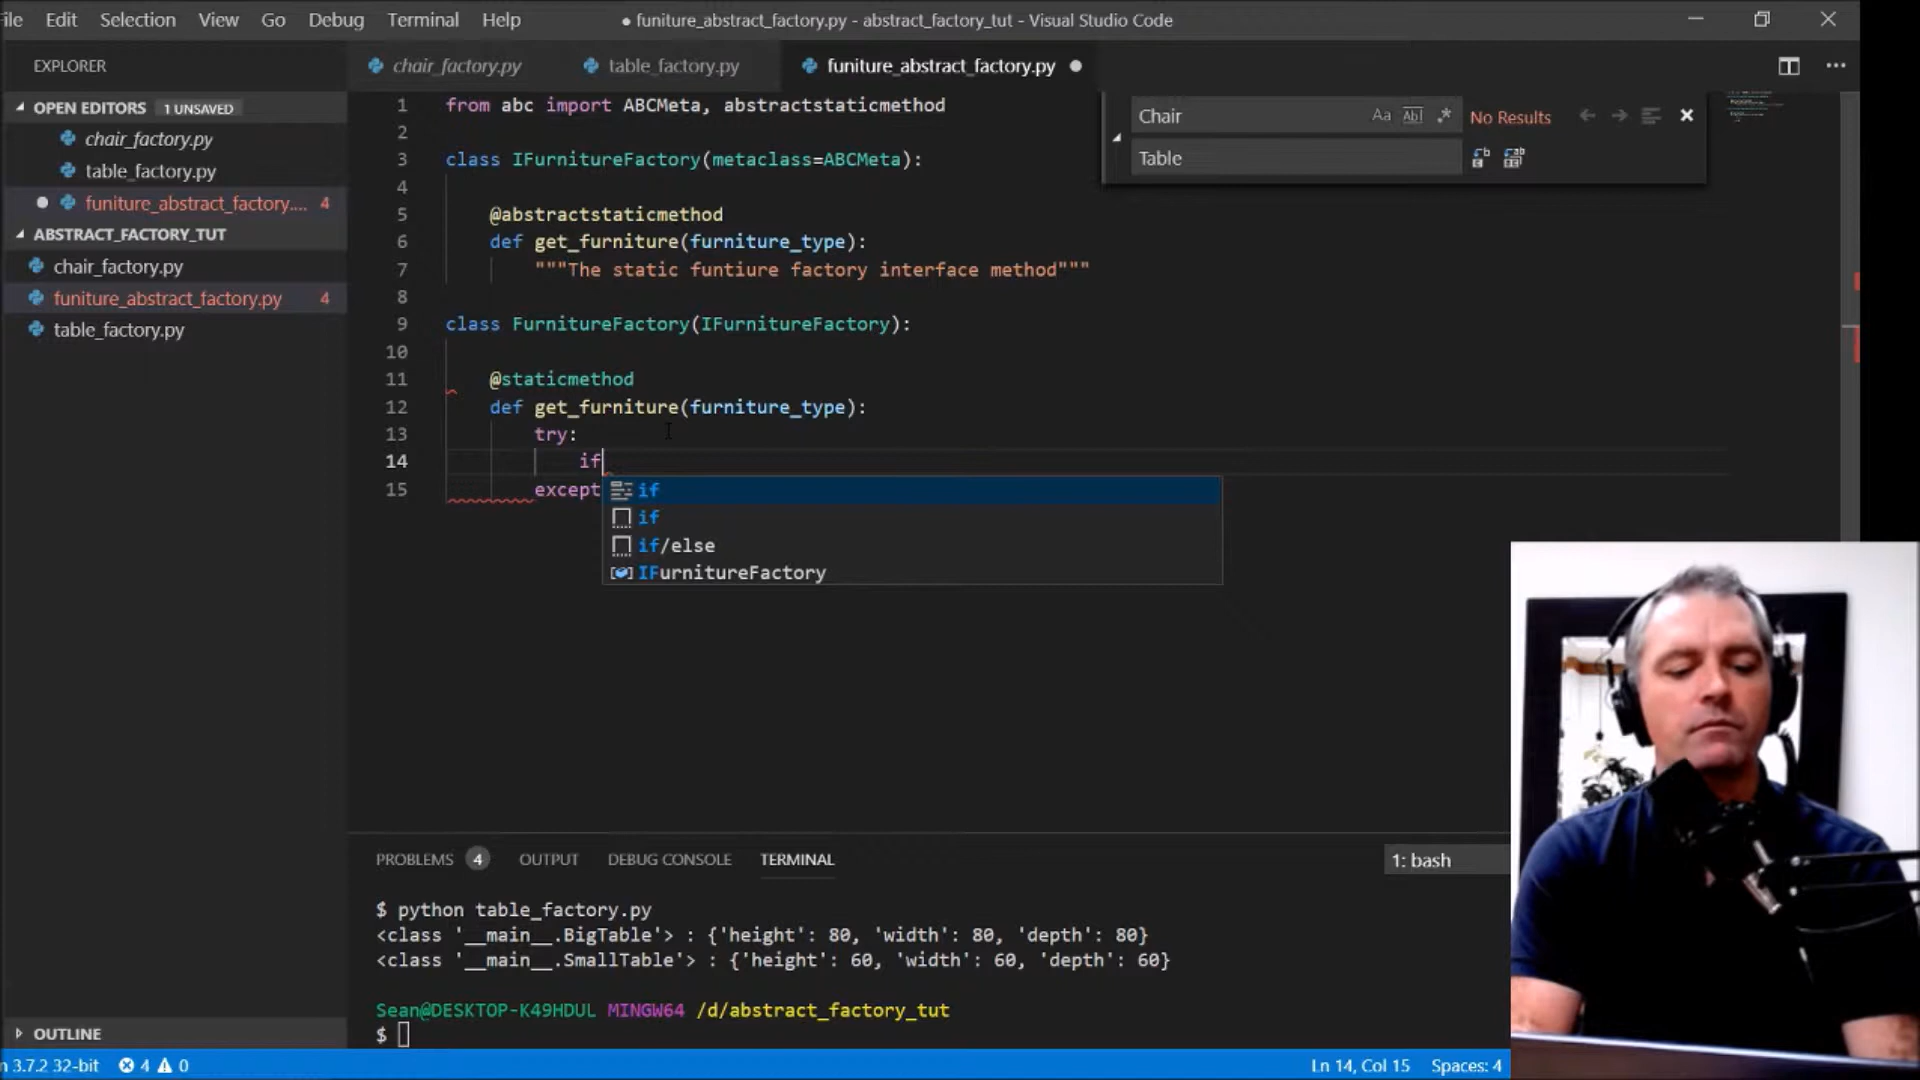 ile Edit Selection View Go Debug Terminal Help
● funiture_abstract_factory.py - abstract_factory_tut - Visual Studio Code
EXPLORER
chair_factory.py table_factory.py funiture_abstract_factory.py
OPEN EDITORS 1 UNSAVED
chair_factory.py
table_factory.py
funiture_abstract_factory.... 4
ABSTRACT_FACTORY_TUT
chair_factory.py
funiture_abstract_factory.py 4
table_factory.py
OUTLINE
Chair Aa Abl .* No Results
Table
1 from abc import ABCMeta, abstractstaticmethod
2
3 class IFurnitureFactory(metaclass=ABCMeta):
4
5 @abstractstaticmethod
6 def get_furniture(furniture_type):
7 """The static funtiure factory interface method"""
8
9 class FurnitureFactory(IFurnitureFactory):
10
11 @staticmethod
12 def get_furniture(furniture_type):
13 try:
14 if
15 except
if
if
if/else
IFurnitureFactory
PROBLEMS 4 OUTPUT DEBUG CONSOLE TERMINAL 1: bash
$ python table_factory.py
<class '__main__.BigTable'> : {'height': 80, 'width': 80, 'depth': 80}
<class '__main__.SmallTable'> : {'height': 60, 'width': 60, 'depth': 60}
Sean@DESKTOP-K49HDUL MINGW64 /d/abstract_factory_tut
$
n 3.7.2 32-bit 4 0 Ln 14, Col 15 Spaces: 4